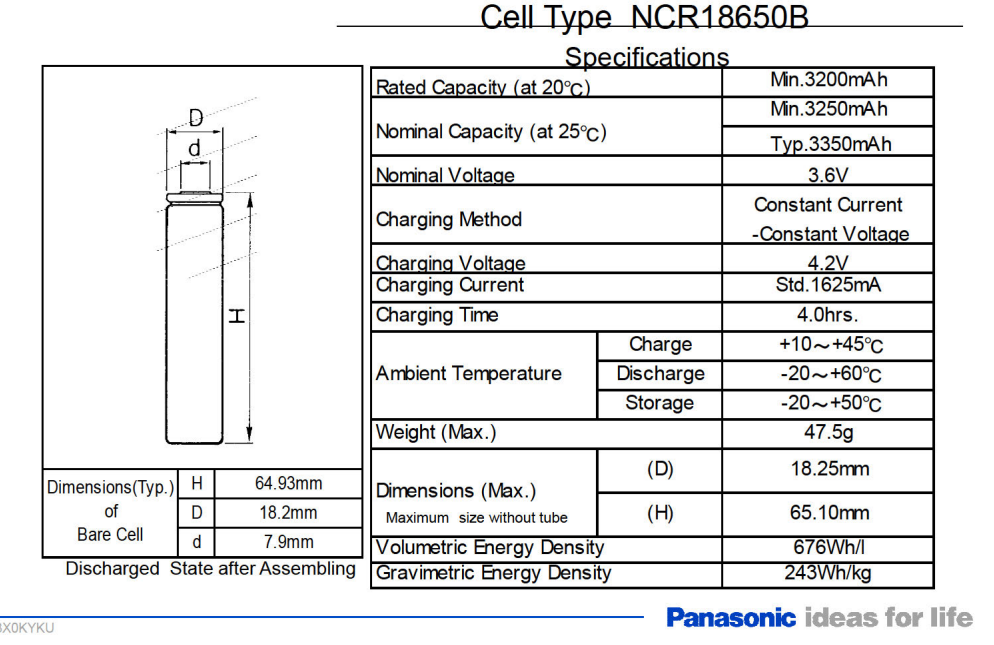 Cell Type NCR18650B
Specifications
D
d
H
Dimensions(Typ.) of Bare Cell
H 64.93mm
D 18.2mm
d 7.9mm
Discharged State after Assembling
Rated Capacity (at 20℃) Min.3200mAh
Nominal Capacity (at 25℃) Min.3250mAh
Typ.3350mAh
Nominal Voltage 3.6V
Charging Method Constant Current
-Constant Voltage
Charging Voltage 4.2V
Charging Current Std.1625mA
Charging Time 4.0hrs.
Ambient Temperature
Charge +10～+45℃
Discharge -20～+60℃
Storage -20～+50℃
Weight (Max.) 47.5g
Dimensions (Max.)
Maximum size without tube
(D) 18.25mm
(H) 65.10mm
Volumetric Energy Density 676Wh/l
Gravimetric Energy Density 243Wh/kg
Panasonic ideas for life
X0KYKU